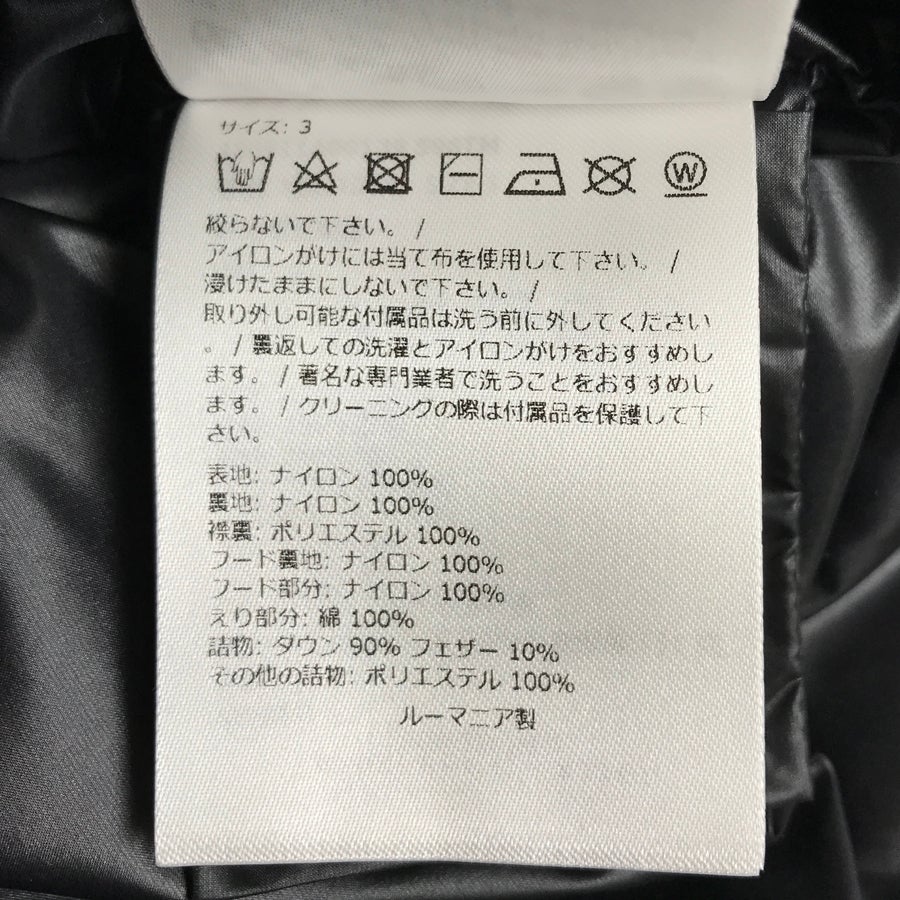 サイズ: 3
W
絞らないで下さい。 /
アイロンがけには当て布を使用して下さい。 /
浸けたままにしないで下さい。 /
取り外し可能な付属品は洗う前に外してください
。 / 裏返しての洗濯とアイロンがけをおすすめし
ます。 / 著名な専門業者で洗うことをおすすめし
ます。 / クリーニングの際は付属品を保護して下
さい。
表地: ナイロン 100%
裏地: ナイロン 100%
襟裏: ポリエステル 100%
フード裏地: ナイロン 100%
フード部分: ナイロン 100%
えり部分: 綿 100%
詰物: ダウン 90% フェザー 10%
その他の詰物: ポリエステル 100%
ルーマニア製